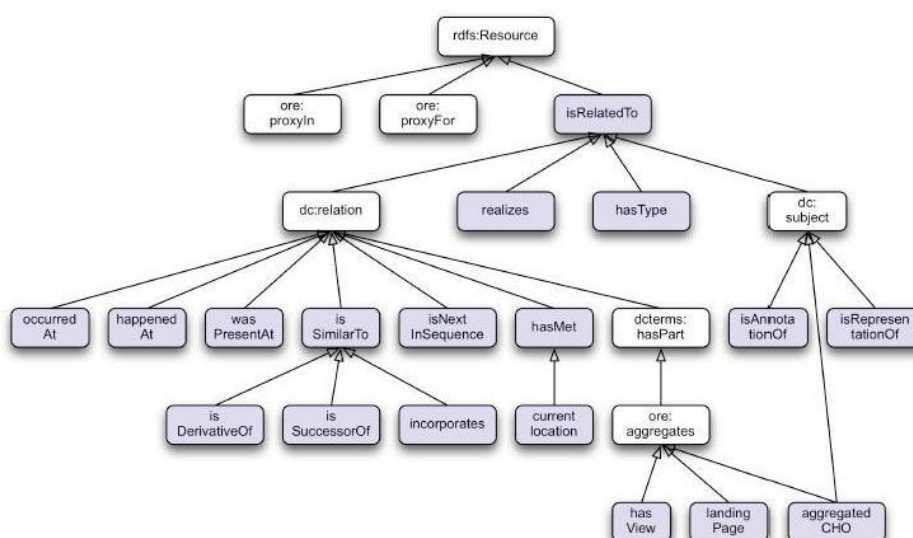 rdfs:Resource
ore:
proxyIn
ore:
proxyFor
isRelatedTo
dc:relation
realizes
hasType
dc:
subject
occurred
At
happened
At
was
PresentAt
is
SimilarTo
isNext
InSequence
hasMet
dcterms:
hasPart
isAnnota
tionOf
isRepresen
tationOf
is
DerivativeOf
is
SuccessorOf
incorporates
current
location
ore:
aggregates
has
View
landing
Page
aggregated
CHO